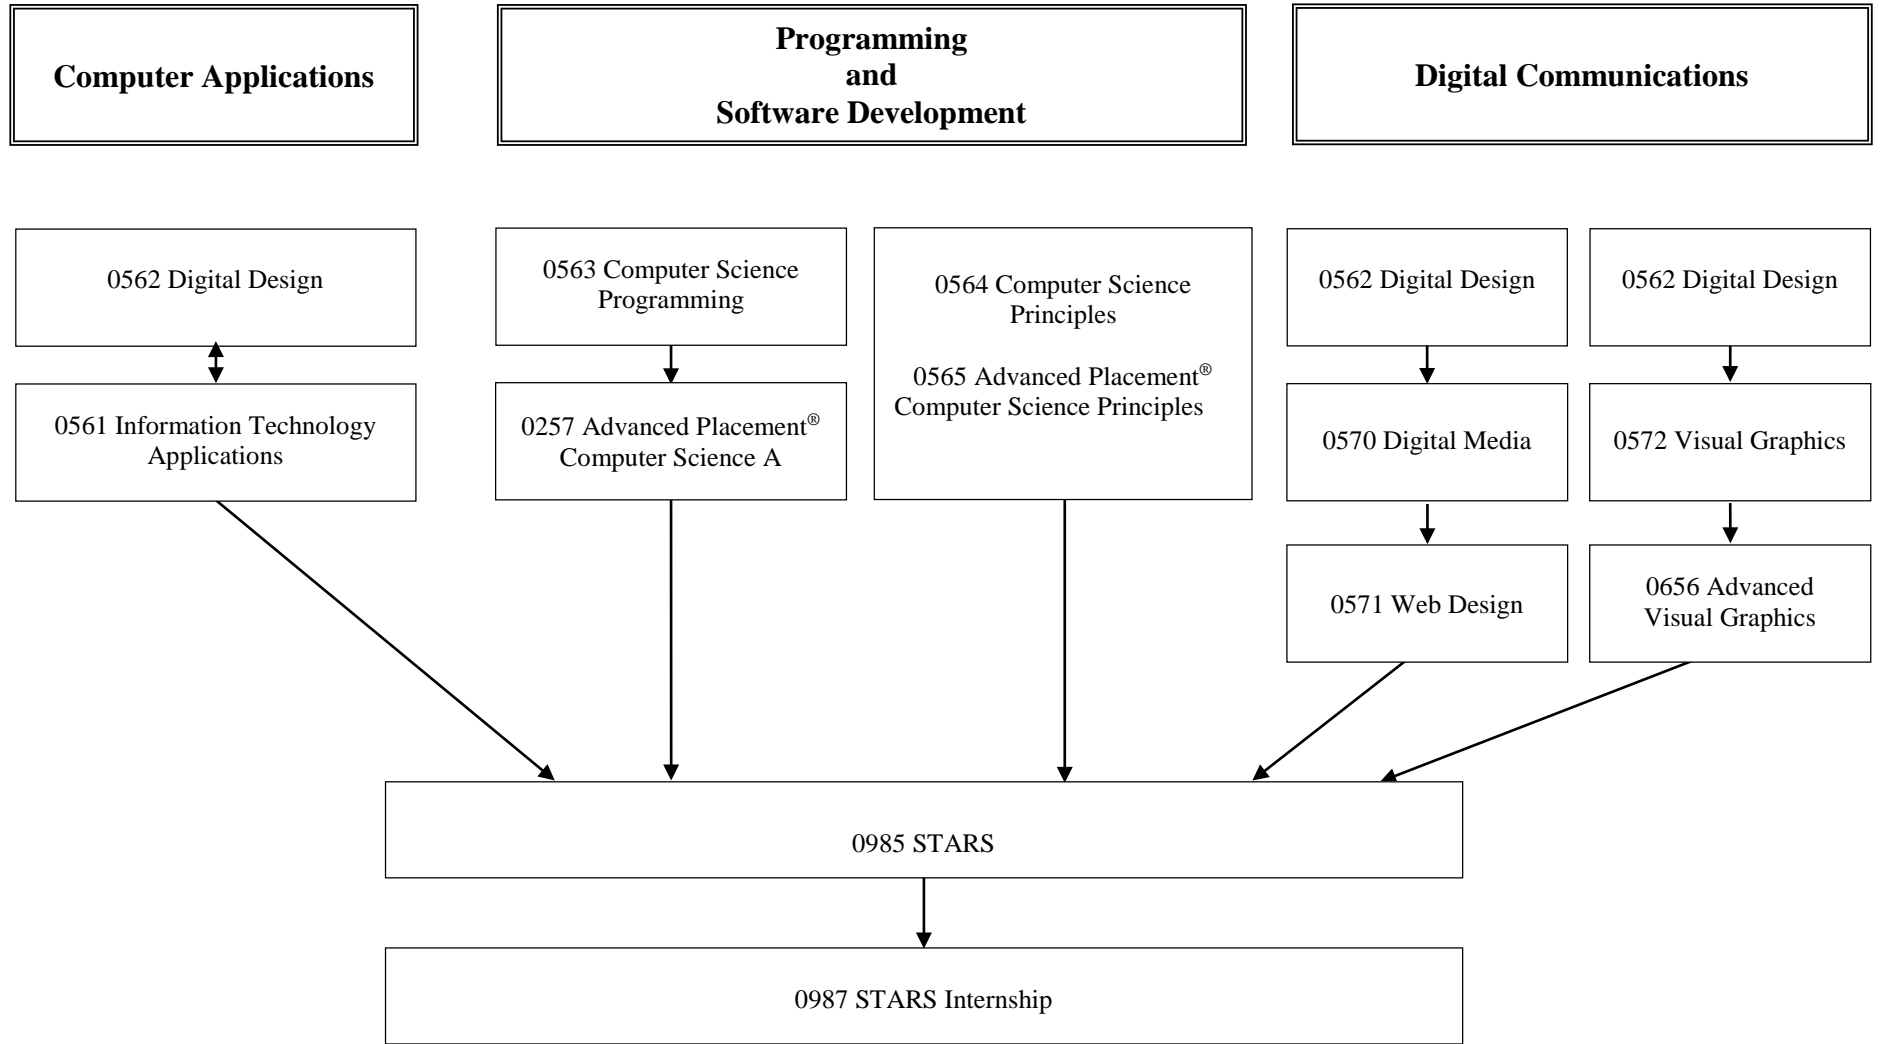 Computer Applications
Programming
and
Software Development
Digital Communications
0562 Digital Design
0563 Computer Science
Programming
0564 Computer Science
Principles
0565 Advanced Placement®
Computer Science Principles
0562 Digital Design
0562 Digital Design
0561 Information Technology
Applications
0257 Advanced Placement®
Computer Science A
0570 Digital Media
0572 Visual Graphics
0571 Web Design
0656 Advanced
Visual Graphics
0985 STARS
0987 STARS Internship